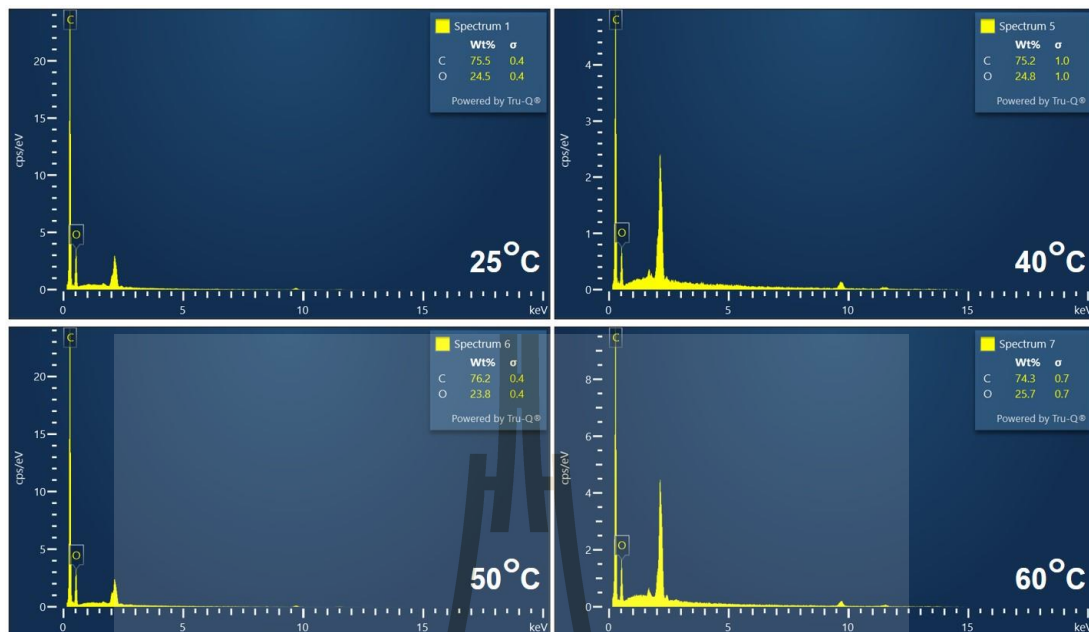 C
Spectrum 1
Wt% σ
C 75.5 0.4
O 24.5 0.4
Powered by Tru-Q®
20
15
cps/eV
10
5
O
25°C
0
0 5 10 15 keV
C
Spectrum 5
Wt% σ
C 75.2 1.0
O 24.8 1.0
Powered by Tru-Q®
4
3
cps/eV
2
1
O
40°C
0
0 5 10 15 keV
C
Spectrum 6
Wt% σ
C 76.2 0.4
O 23.8 0.4
Powered by Tru-Q®
20
15
cps/eV
10
5
O
50°C
0
0 5 10 15 keV
C
Spectrum 7
Wt% σ
C 74.3 0.7
O 25.7 0.7
Powered by Tru-Q®
8
6
cps/eV
4
2
O
60°C
0
0 5 10 15 keV